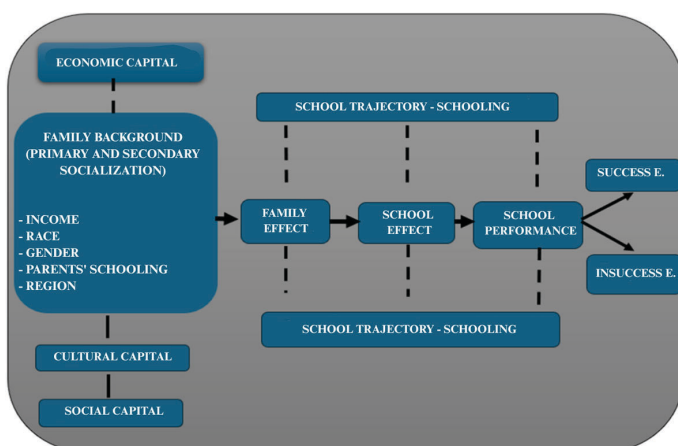 ECONOMIC CAPITAL
FAMILY BACKGROUND
(PRIMARY AND SECONDARY
SOCIALIZATION)
- INCOME
- RACE
- GENDER
- PARENTS' SCHOOLING
- REGION
CULTURAL CAPITAL
SOCIAL CAPITAL
SCHOOL TRAJECTORY - SCHOOLING
FAMILY
EFFECT
SCHOOL
EFFECT
SCHOOL
PERFORMANCE
SCHOOL TRAJECTORY - SCHOOLING
SUCCESS E.
INSUCCESS E.